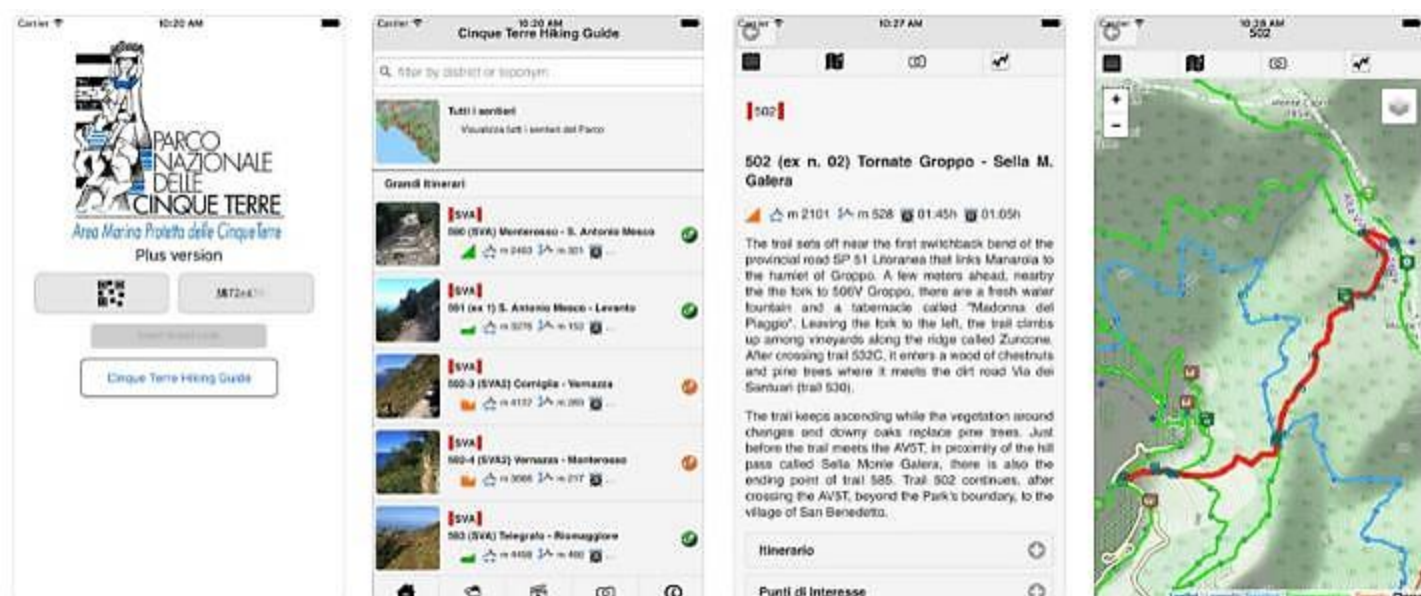 Carrier
10:20 AM
PARCO
NAZIONALE
DELLE
CINQUE TERRE
Area Marina Protetta delle Cinque Terre
Plus version
Cinque Terre Hiking Guide
Carrier
10:20 AM
Cinque Terre Hiking Guide
filter by district or toponym
Tutti i sentieri
Visualizza tutti i sentieri del Parco
Grandi Itinerari
SVA
590 (SVA) Monterosso - S. Antonio Mesco
SVA
591 (ex 1) S. Antonio Mesco - Levanto
SVA
592-3 (SVA2) Corniglia - Vernazza
SVA
592-4 (SVA2) Vernazza - Monterosso
m 217
SVA
593 (SVA) Telegrafo - Riomaggiore
Carrier
10:27 AM
502
502 (ex n. 02) Tornate Groppo - Sella M.
Galera
m 2101 m 528 01:45h 01.05h
The trail sets off near the first switchback bend of the
provincial road SP 51 Litoranea that links Manarola to
the hamlet of Groppo. A few meters ahead, nearby
the the fork to 506V Groppo, there are a fresh water
fountain and a tabernacle called "Madonna del
Piaggio". Leaving the fork to the left, the trail climbs
up among vineyards along the ridge called Zuncone.
After crossing trail 532C, it enters a wood of chestnuts
and pine trees where it meets the dirt road Via dei
Santuari (trail 530).
The trail keeps ascending while the vegetation around
changes and downy oaks replace pine trees. Just
before the trail meets the AV5T, in proximity of the hill
pass called Sella Monte Galera, there is also the
ending point of trail 585. Trail 502 continues, after
crossing the AV5T, beyond the Park's boundary, to the
village of San Benedetto.
Itinerario
Punti di Interesse
Carrier
10:28 AM
502
+
-